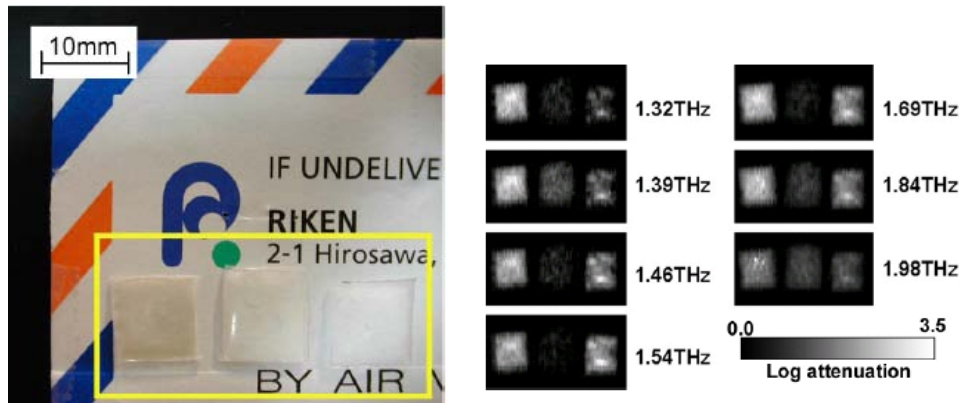 10mm
IF UNDELIVE
RIKEN
2-1 Hirosawa,
BY AIR
1.32THz
1.39THz
1.46THz
1.54THz
1.69THz
1.84THz
1.98THz
0.0 3.5
Log attenuation